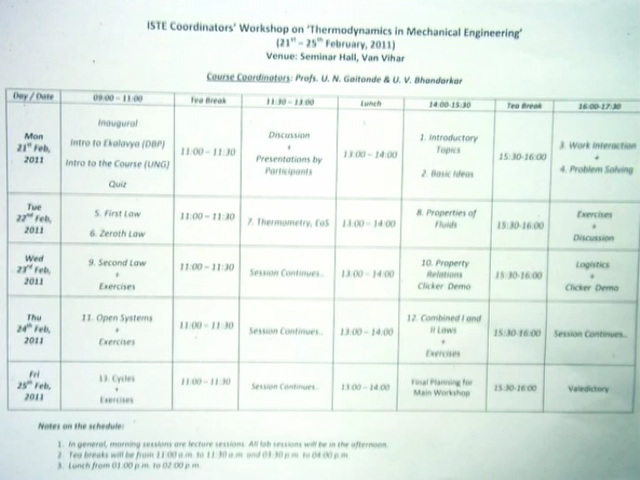 ISTE Coordinators' Workshop on 'Thermodynamics in Mechanical Engineering'
(21st – 25th February, 2011)
Venue: Seminar Hall, Van Vihar
Course Coordinators: Profs. U. N. Gaitonde & U. V. Bhandarkar
Day / Date 09:00 – 11:00 Tea Break 11:30 – 13:00 Lunch 14:00-15:30 Tea Break 16:00-17:30
Mon
21st Feb,
2011
Inaugural
Intro to Ekalavya (DBP)
Intro to the Course (UNG)
Quiz
11:00 – 11:30
Discussion
+
Presentations by
Participants
13:00 – 14:00
1. Introductory
Topics
2. Basic Ideas
15:30-16:00
3. Work Interaction
+
4. Problem Solving
Tue
22nd Feb,
2011
5. First Law
6. Zeroth Law
11:00 – 11:30
7. Thermometry, EoS
13:00 – 14:00
8. Properties of
Fluids
15:30-16:00
Exercises
+
Discussion
Wed
23rd Feb,
2011
9. Second Law
+
Exercises
11:00 – 11:30
Session Continues..
13:00 – 14:00
10. Property
Relations
Clicker Demo
15:30-16:00
Logistics
+
Clicker Demo
Thu
24th Feb,
2011
11. Open Systems
+
Exercises
11:00 – 11:30
Session Continues..
13:00 – 14:00
12. Combined I and
II Laws
+
Exercises
15:30-16:00
Session Continues..
Fri
25th Feb,
2011
13. Cycles
+
Exercises
11:00 – 11:30
Session Continues..
13:00 – 14:00
Final Planning for
Main Workshop
15:30-16:00
Valedictory
Notes on the schedule:
1. In general, morning sessions are lecture sessions. All lab sessions will be in the afternoon.
2. Tea breaks will be from 11:00 a.m. to 11:30 a.m. and 03:30 p.m. to 04:00 p.m.
3. Lunch from 01:00 p.m. to 02:00 p.m.